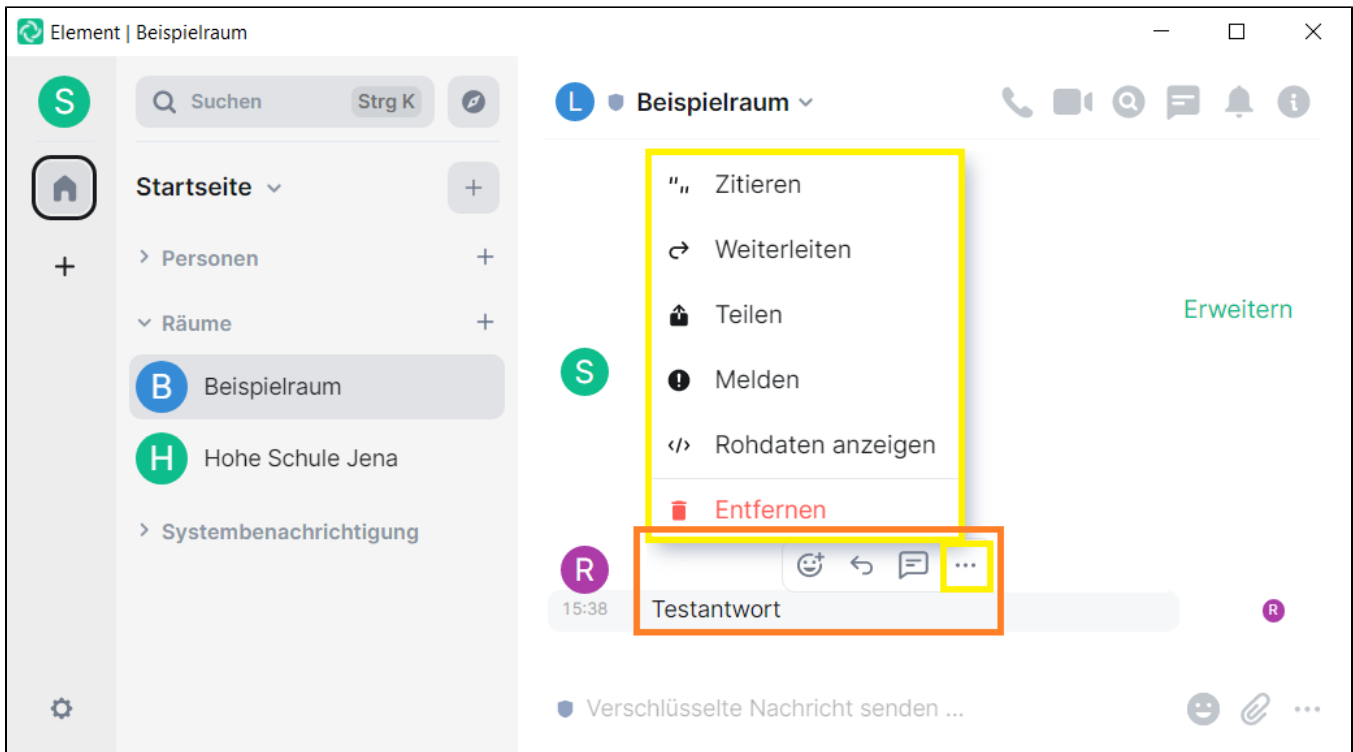 Element | Beispielraum
S
Suchen Strg K
Startseite
Personen
Räume
B Beispielraum
H Hohe Schule Jena
Systembenachrichtigung
L Beispielraum
Zitieren
Weiterleiten
Teilen
Erweitern
S
Melden
Rohdaten anzeigen
Entfernen
R
15:38 Testantwort R
Verschlüsselte Nachricht senden ...